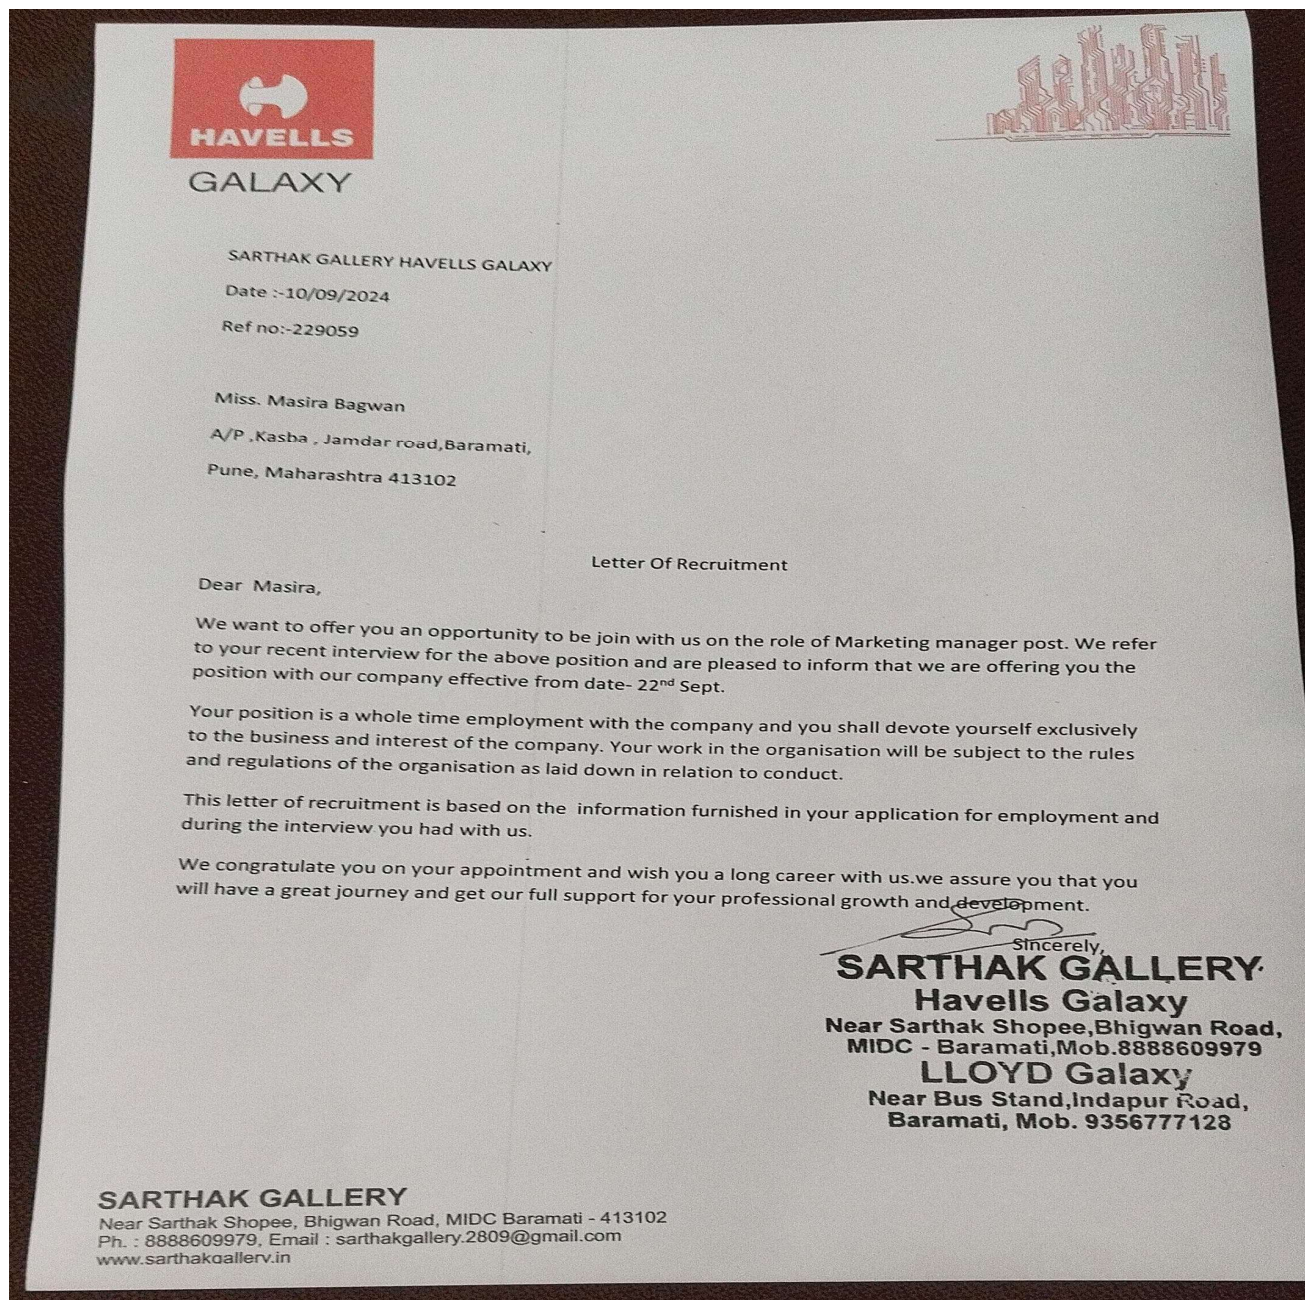 HAVELLS
GALAXY
SARTHAK GALLERY HAVELLS GALAXY
Date :-10/09/2024
Ref no:-229059
Miss. Masira Bagwan
A/P ,Kasba , Jamdar road,Baramati,
Pune, Maharashtra 413102
Letter Of Recruitment
Dear  Masira,
We want to offer you an opportunity to be join with us on the role of Marketing manager post. We refer
to your recent interview for the above position and are pleased to inform that we are offering you the
position with our company effective from date- 22nd Sept.
Your position is a whole time employment with the company and you shall devote yourself exclusively
to the business and interest of the company. Your work in the organisation will be subject to the rules
and regulations of the organisation as laid down in relation to conduct.
This letter of recruitment is based on the  information furnished in your application for employment and
during the interview you had with us.
We congratulate you on your appointment and wish you a long career with us.we assure you that you
will have a great journey and get our full support for your professional growth and development.
Sincerely,
SARTHAK GALLERY.
Havells Galaxy
Near Sarthak Shopee,Bhigwan Road,
MIDC - Baramati,Mob.8888609979
LLOYD Galaxy
Near Bus Stand,Indapur Road,
Baramati, Mob. 9356777128
SARTHAK GALLERY
Near Sarthak Shopee, Bhigwan Road, MIDC Baramati - 413102
Ph. : 8888609979, Email : sarthakgallery.2809@gmail.com
www.sarthakgallery.in